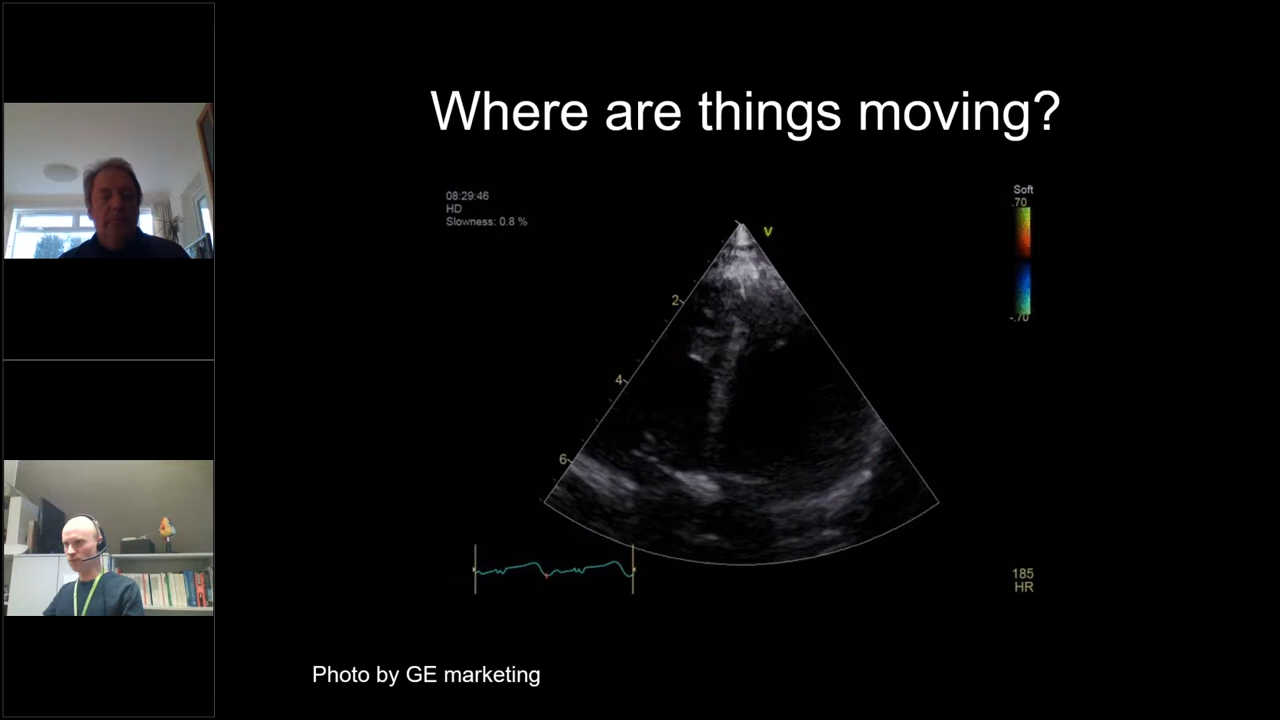 Where are things moving?
08:29:46
HD
Slowness: 0.8 %
Soft
.70
V
2
-.70
4
6
185
HR
Photo by GE marketing